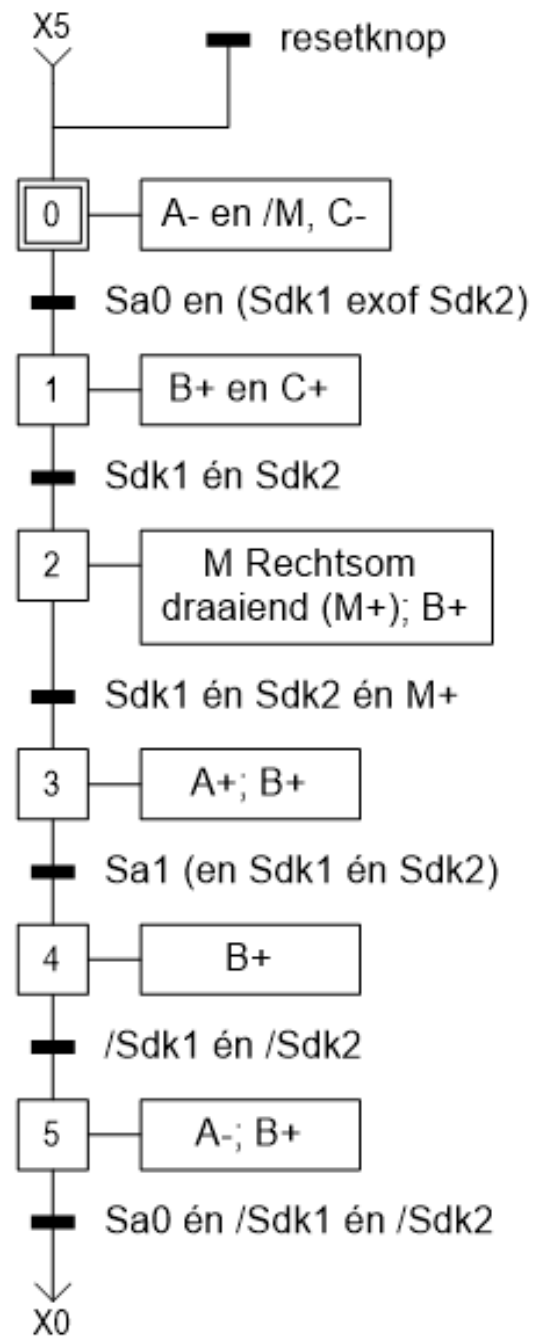 X5
resetknop
0
A- en /M, C-
Sa0 en (Sdk1 exof Sdk2)
1
B+ en C+
Sdk1 én Sdk2
2
M Rechtsom
draaiend (M+); B+
Sdk1 én Sdk2 én M+
3
A+; B+
Sa1 (en Sdk1 én Sdk2)
4
B+
/Sdk1 én /Sdk2
5
A-; B+
Sa0 én /Sdk1 én /Sdk2
X0